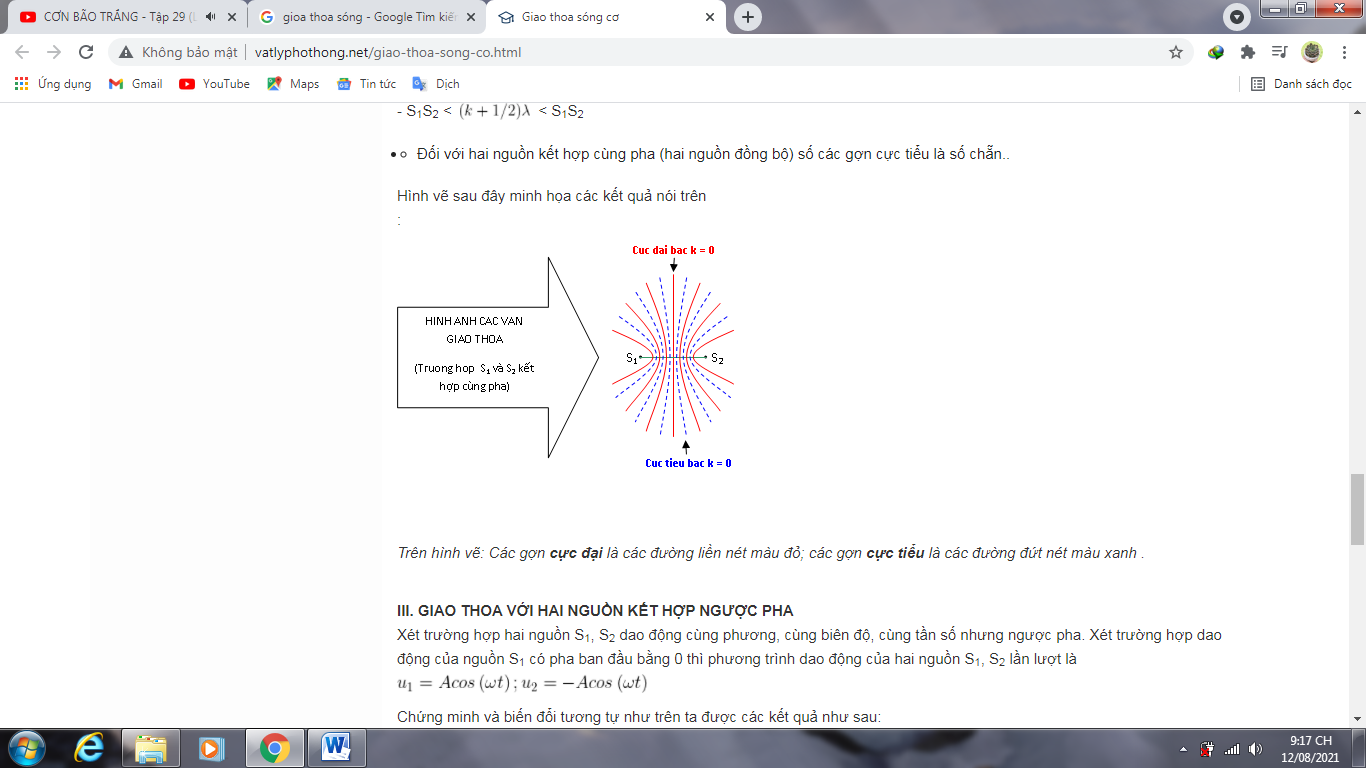 CƠN BÃO TRẮNG - Tập 29 (L
gioa thoa sóng - Google Tìm kiếm
Giao thoa sóng cơ
Không bảo mật
vatlyphothong.net/giao-thoa-song-co.html
Ứng dụng
Gmail
YouTube
Maps
Tin tức
Dịch
Danh sách đọc
- S₁S₂ < (k + 1/2)λ < S₁S₂
Đối với hai nguồn kết hợp cùng pha (hai nguồn đồng bộ) số các gợn cực tiểu là số chẵn..
Hình vẽ sau đây minh họa các kết quả nói trên
:
HINH ANH CAC VAN
GIAO THOA
(Truong hop S₁ và S₂ kết
hợp cùng pha)
Cuc dai bac k = 0
S₁
S₂
Cuc tieu bac k = 0
Trên hình vẽ: Các gợn cực đại là các đường liền nét màu đỏ; các gợn cực tiểu là các đường đứt nét màu xanh .
III. GIAO THOA VỚI HAI NGUỒN KẾT HỢP NGƯỢC PHA
Xét trường hợp hai nguồn S₁, S₂ dao động cùng phương, cùng biên độ, cùng tần số nhưng ngược pha. Xét trường hợp dao
động của nguồn S₁ có pha ban đầu bằng 0 thì phương trình dao động của hai nguồn S₁, S₂ lần lượt là
u₁ = Acos (ωt) ; u₂ = −Acos (ωt)
Chứng minh và biến đổi tương tự như trên ta được các kết quả như sau:
9:17 CH
12/08/2021